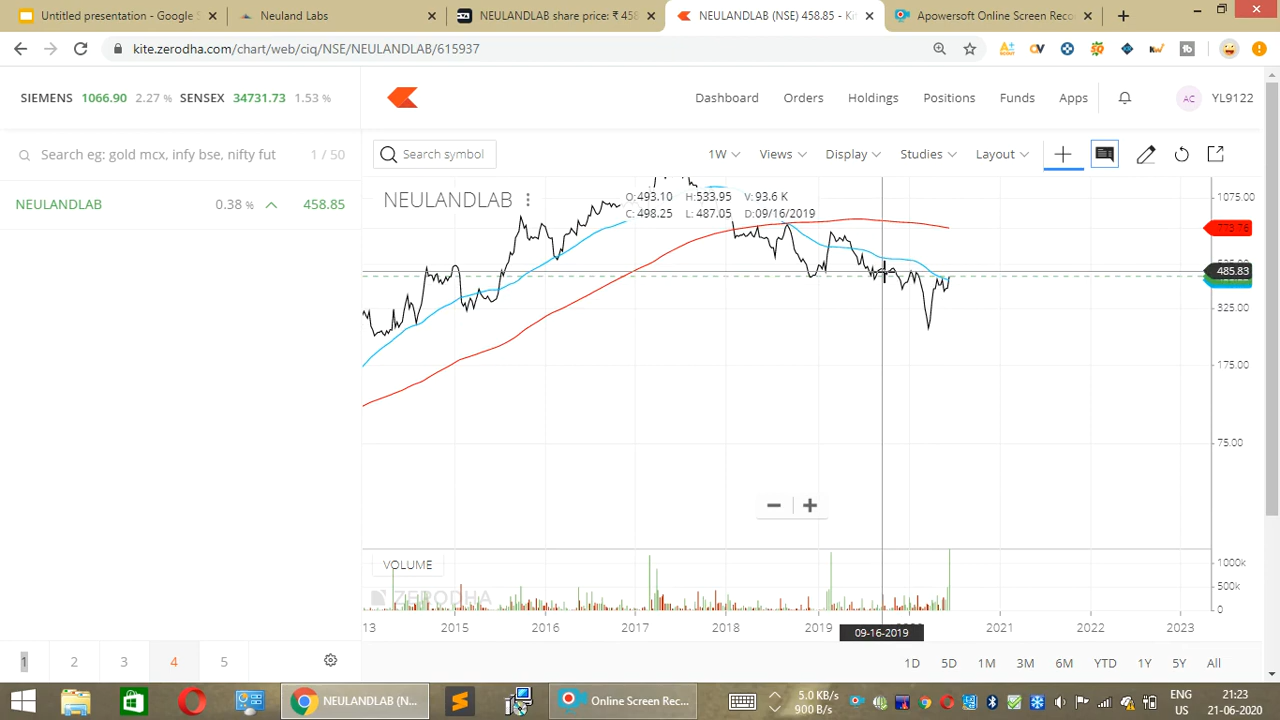 Untitled presentation - Google S
Neuland Labs
NEULANDLAB share price: ₹ 458
NEULANDLAB (NSE) 458.85 - Ki
Apowersoft Online Screen Reco
kite.zerodha.com/chart/web/ciq/NSE/NEULANDLAB/615937
SIEMENS 1066.90 2.27 % SENSEX 34731.73 1.53 %
Dashboard Orders Holdings Positions Funds Apps
AC YL9122
Search eg: gold mcx, infy bse, nifty fut 1 / 50
Search symbol 1W Views Display Studies Layout
NEULANDLAB 0.38 % 458.85
NEULANDLAB
O:493.10 H:533.95 V:93.6 K
C:498.25 L:487.05 D:09/16/2019
1075.00
773.76
485.83
325.00
175.00
75.00
VOLUME
1000k
500k
0
ZERODHA
13 2015 2016 2017 2018 2019 2021 2022 2023
09-16-2019
1 2 3 4 5
1D 5D 1M 3M 6M YTD 1Y 5Y All
NEULANDLAB (N...
Online Screen Rec...
5.0 KB/s
900 B/s
ENG
US
21:23
21-06-2020